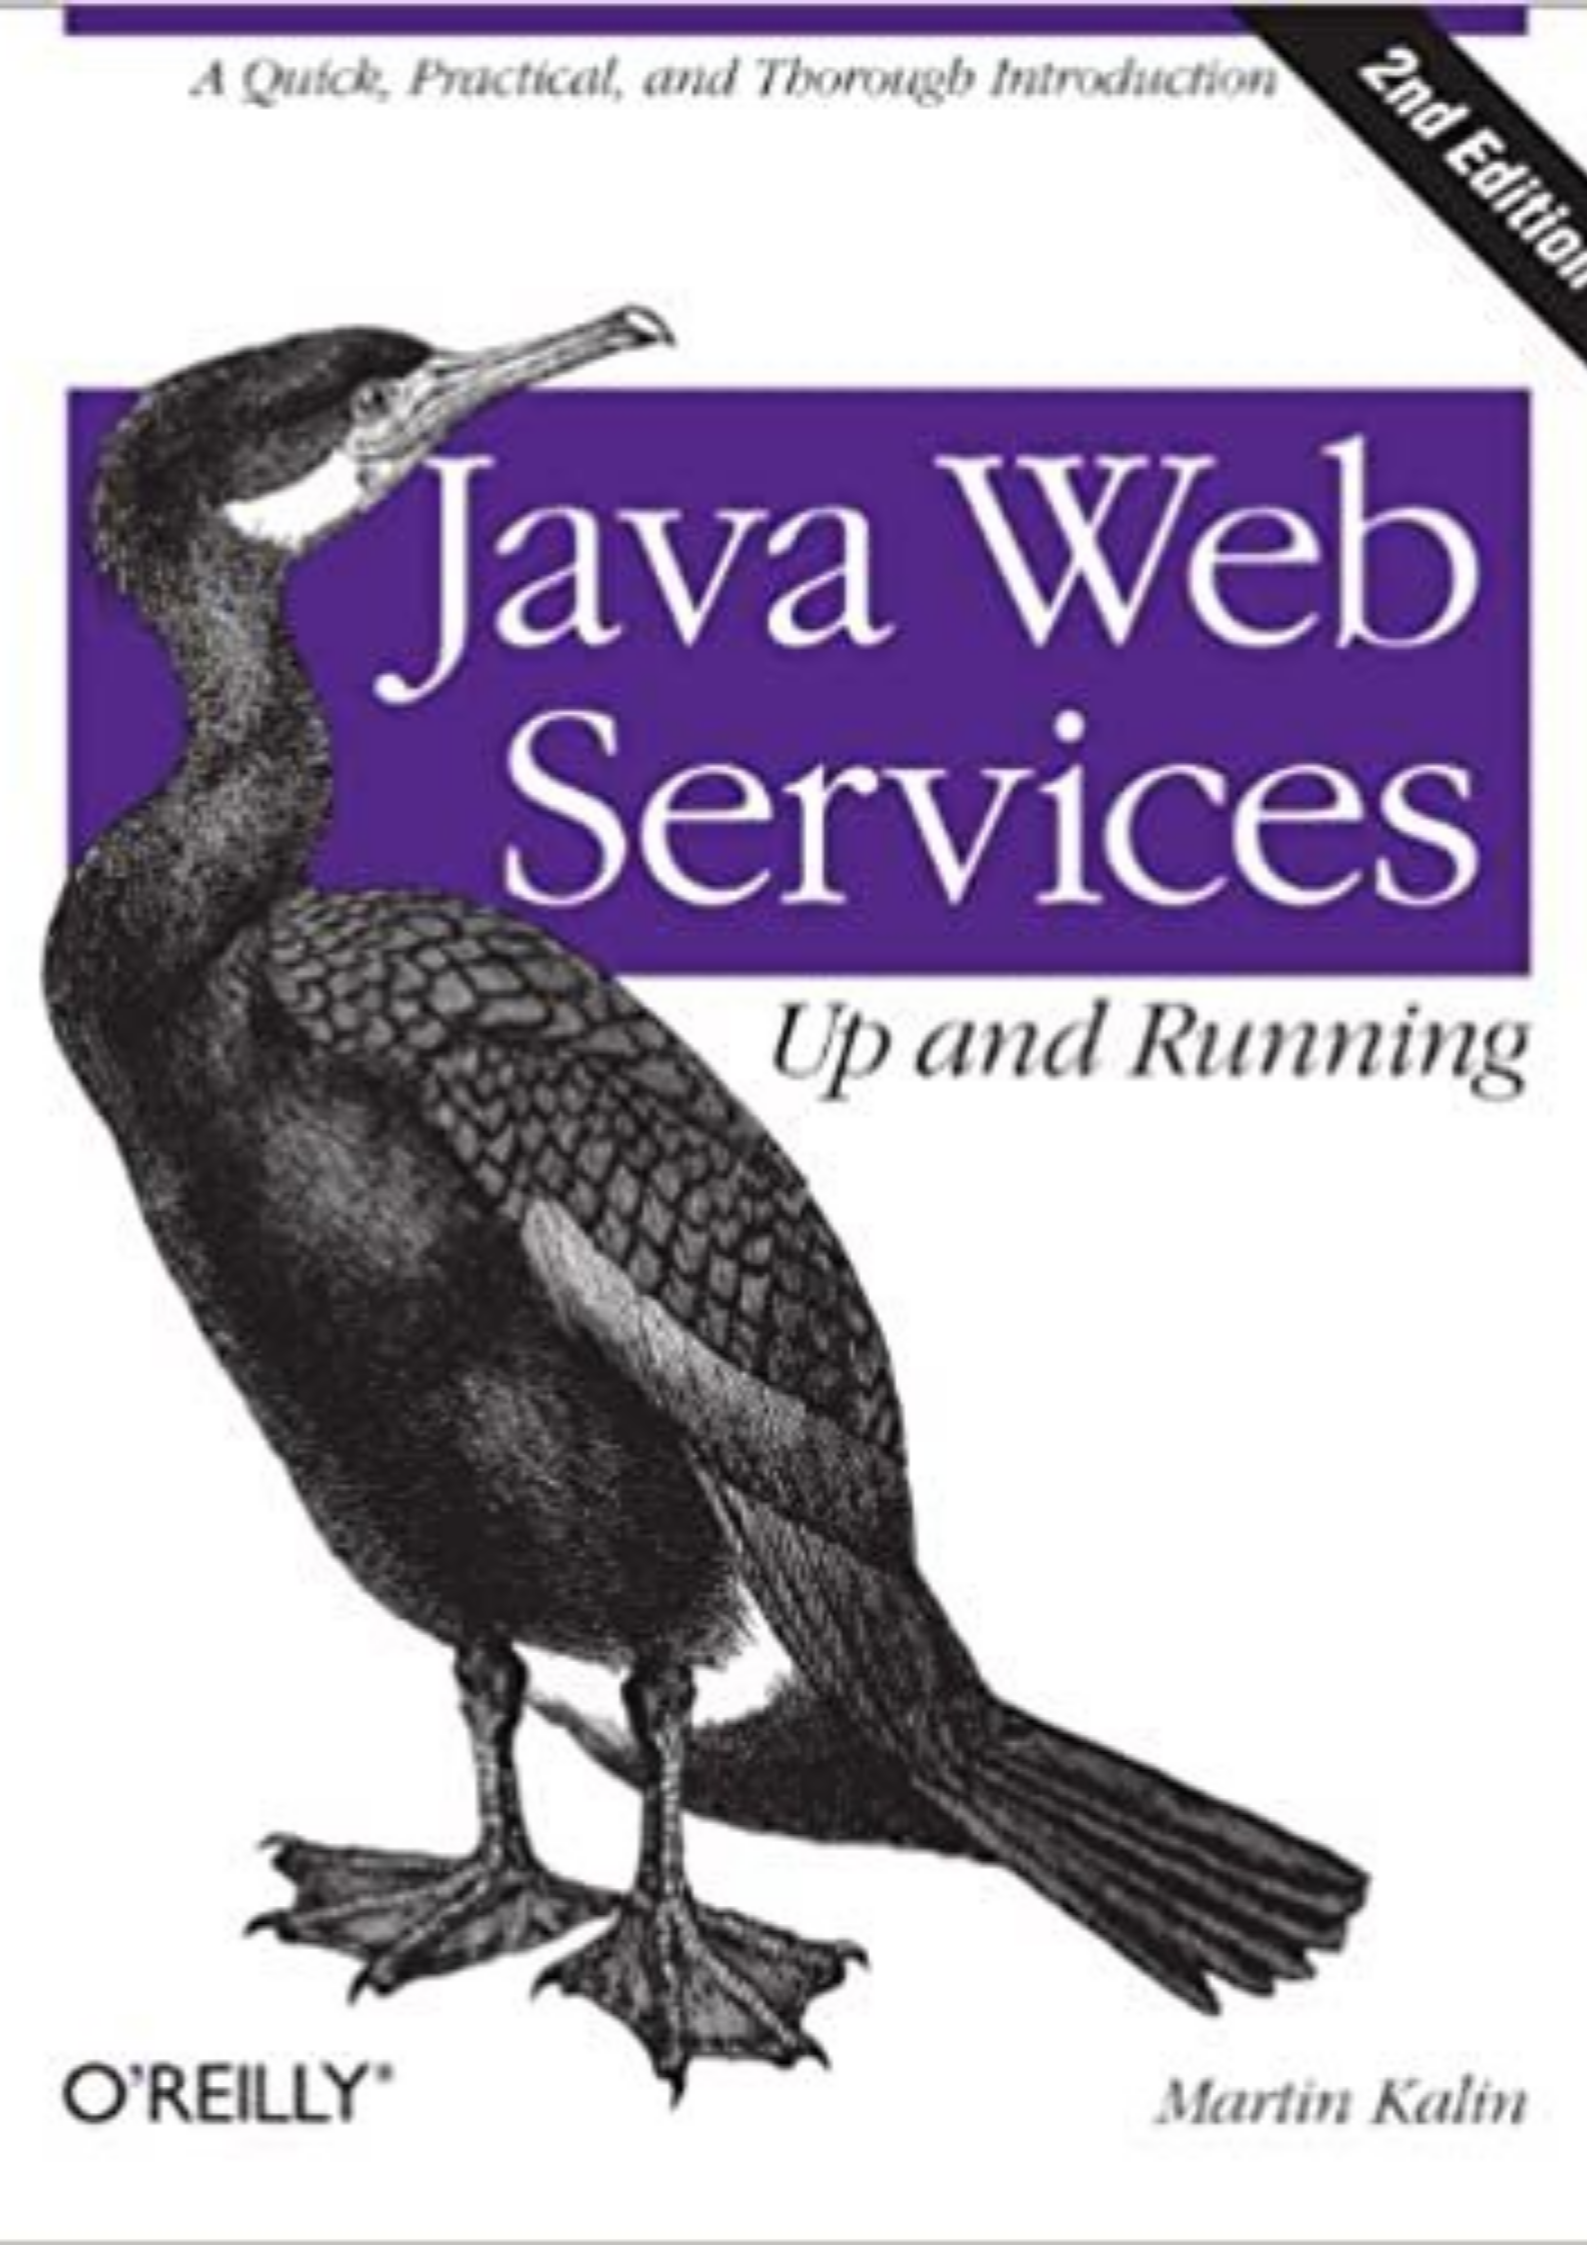 A Quick, Practical, and Thorough Introduction
2nd Edition
Java Web
Services
Up and Running
O'REILLY®
Martin Kalin